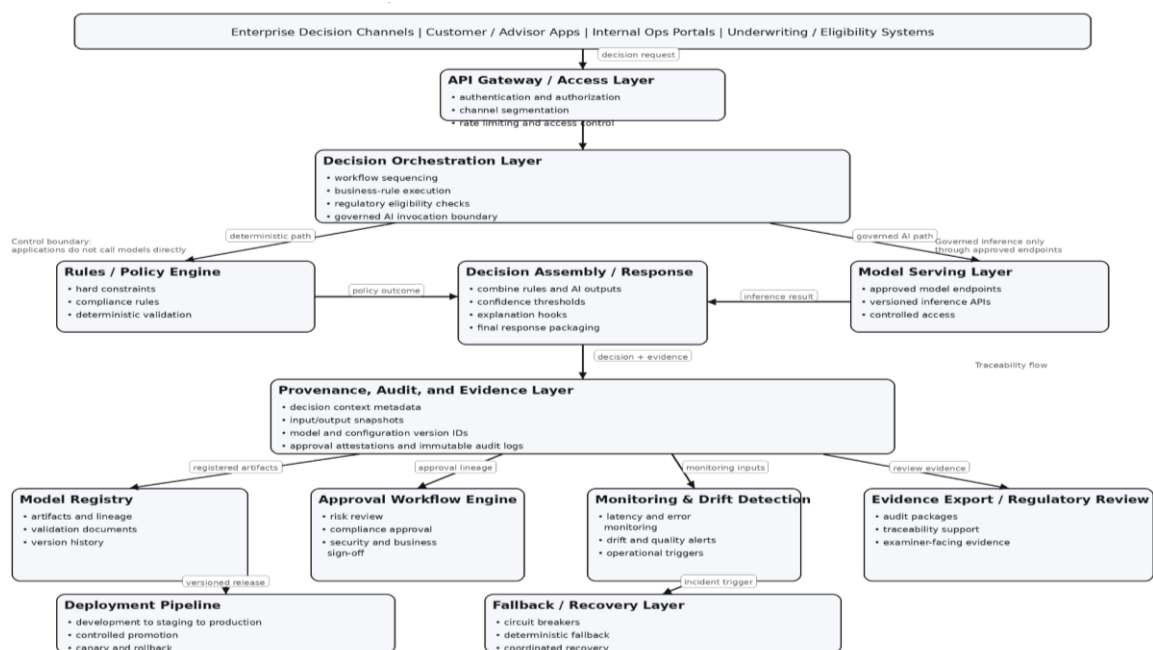 Enterprise Decision Channels | Customer / Advisor Apps | Internal Ops Portals | Underwriting / Eligibility Systems
decision request
API Gateway / Access Layer
• authentication and authorization
• channel segmentation
• rate limiting and access control
Decision Orchestration Layer
• workflow sequencing
• business-rule execution
• regulatory eligibility checks
• governed AI invocation boundary
deterministic path
governed AI path
Control boundary:
applications do not call models directly
Governed inference only
through approved endpoints
Rules / Policy Engine
• hard constraints
• compliance rules
• deterministic validation
policy outcome
Decision Assembly / Response
• combine rules and AI outputs
• confidence thresholds
• explanation hooks
• final response packaging
inference result
Model Serving Layer
• approved model endpoints
• versioned inference APIs
• controlled access
decision + evidence
Traceability flow
Provenance, Audit, and Evidence Layer
• decision context metadata
• input/output snapshots
• model and configuration version IDs
• approval attestations and immutable audit logs
registered artifacts
approval lineage
monitoring inputs
review evidence
Model Registry
• artifacts and lineage
• validation documents
• version history
Approval Workflow Engine
• risk review
• compliance approval
• security and business
sign-off
Monitoring & Drift Detection
• latency and error
monitoring
• drift and quality alerts
• operational triggers
Evidence Export / Regulatory Review
• audit packages
• traceability support
• examiner-facing evidence
versioned release
incident trigger
Deployment Pipeline
• development to staging to production
• controlled promotion
• canary and rollback
Fallback / Recovery Layer
• circuit breakers
• deterministic fallback
• coordinated recovery